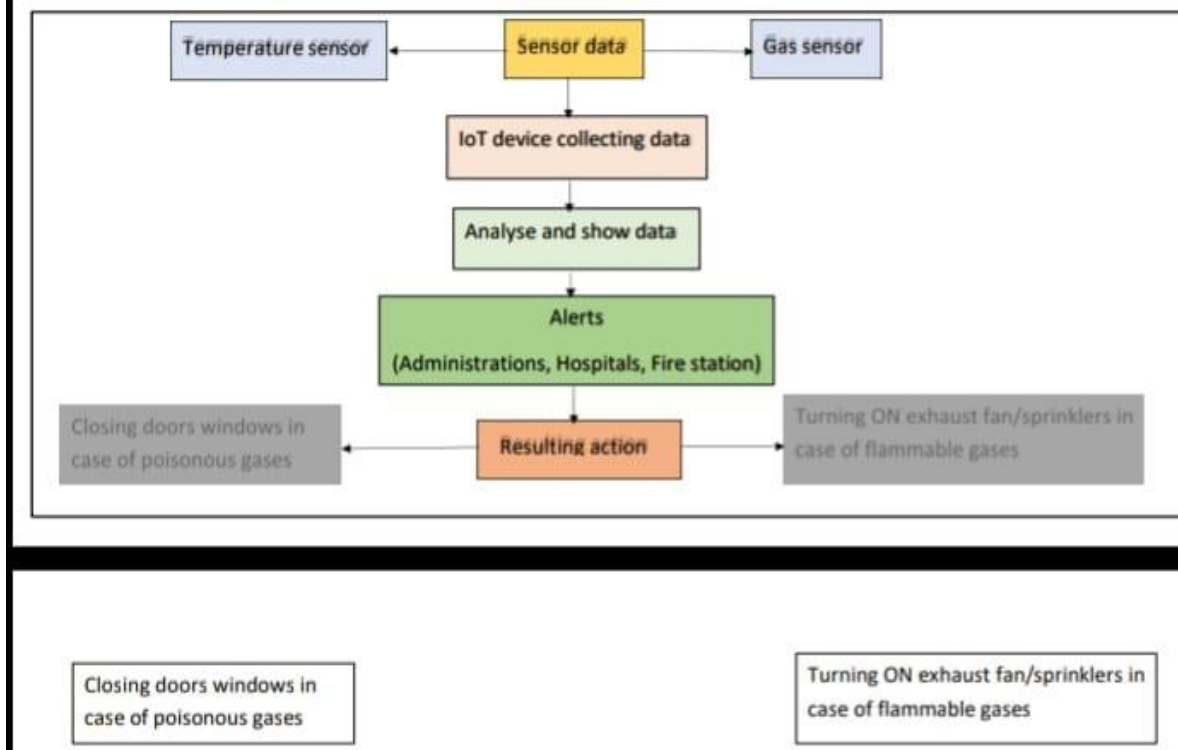 Temperature sensor
Sensor data
Gas sensor
IoT device collecting data
Analyse and show data
Alerts
(Administrations, Hospitals, Fire station)
Closing doors windows in
case of poisonous gases
Resulting action
Turning ON exhaust fan/sprinklers in
case of flammable gases
Closing doors windows in
case of poisonous gases
Turning ON exhaust fan/sprinklers in
case of flammable gases